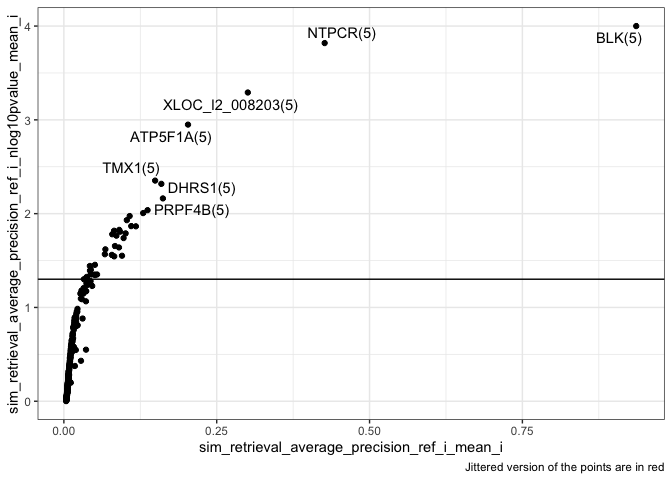 sim_retrieval_average_precision_ref_i_nlog10pvalue_mean_i
4
3
2
1
0
NTPCR(5)
BLK(5)
XLOC_l2_008203(5)
ATP5F1A(5)
TMX1(5)
DHRS1(5)
PRPF4B(5)
0.00
0.25
0.50
0.75
sim_retrieval_average_precision_ref_i_mean_i
Jittered version of the points are in red